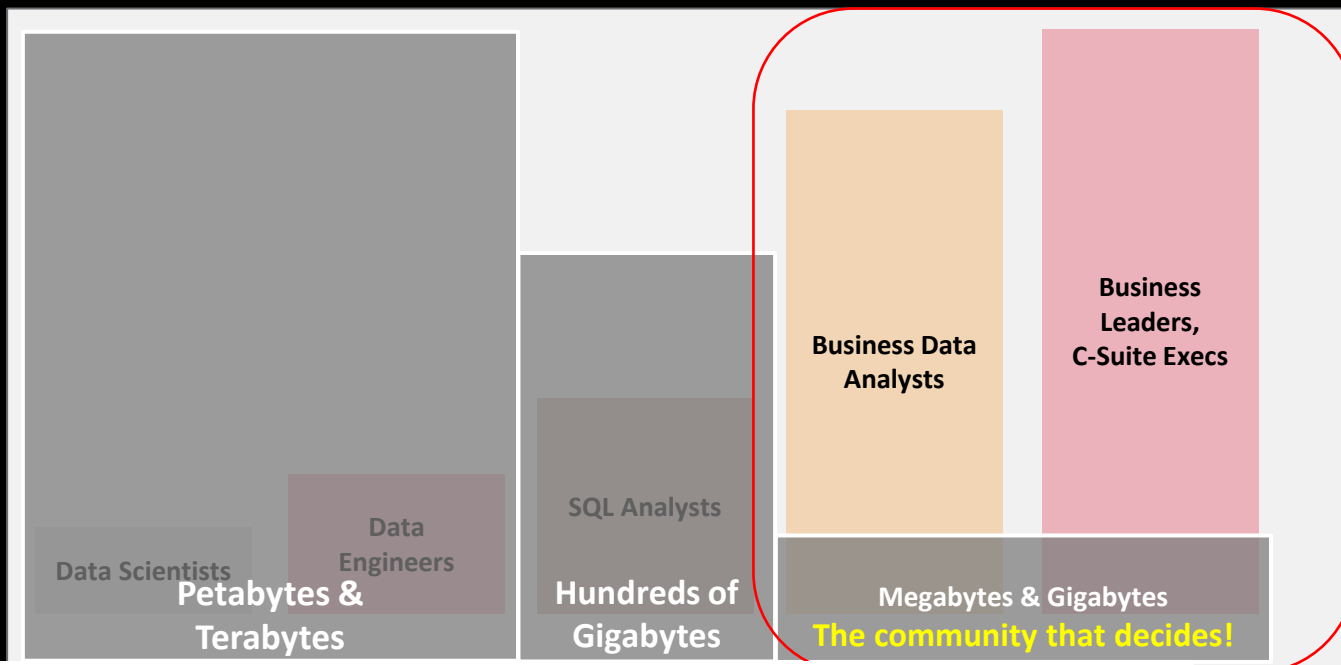 Data Scientists
Data
Engineers
Petabytes &
Terabytes
SQL Analysts
Hundreds of
Gigabytes
Business Data
Analysts
Business
Leaders,
C-Suite Execs
Megabytes & Gigabytes
The community that decides!